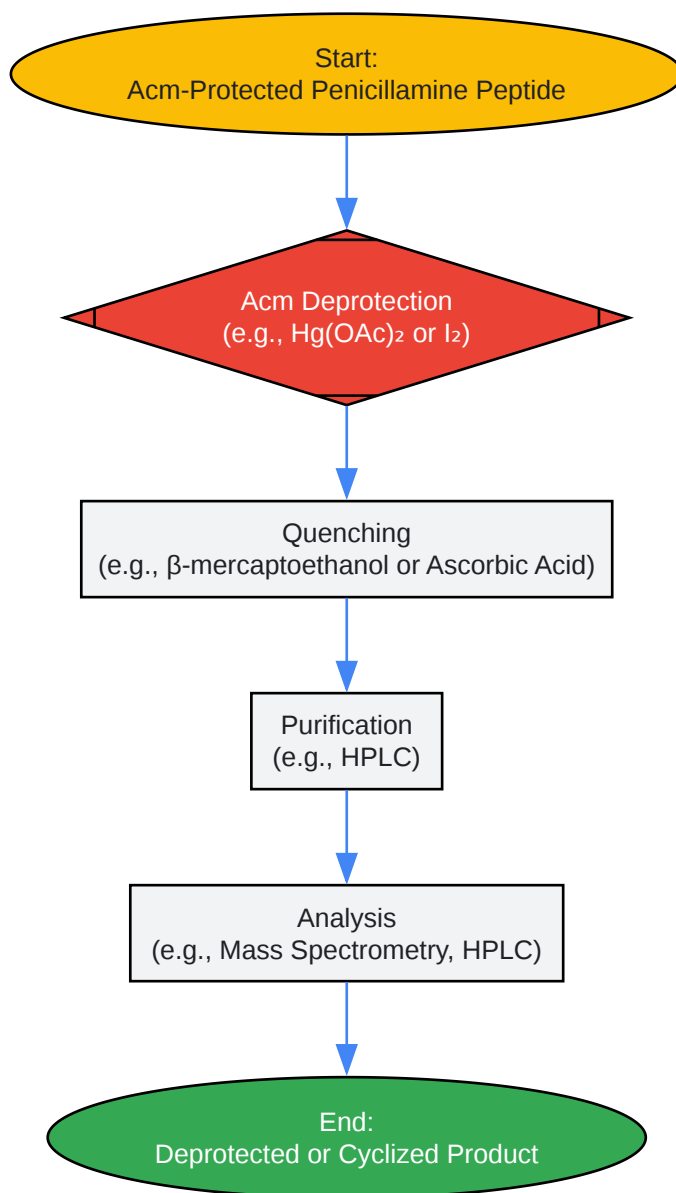 Start:
Acm-Protected Penicillamine Peptide
Acm Deprotection
(e.g., Hg(OAc)₂ or I₂)
Quenching
(e.g., β-mercaptoethanol or Ascorbic Acid)
Purification
(e.g., HPLC)
Analysis
(e.g., Mass Spectrometry, HPLC)
End:
Deprotected or Cyclized Product